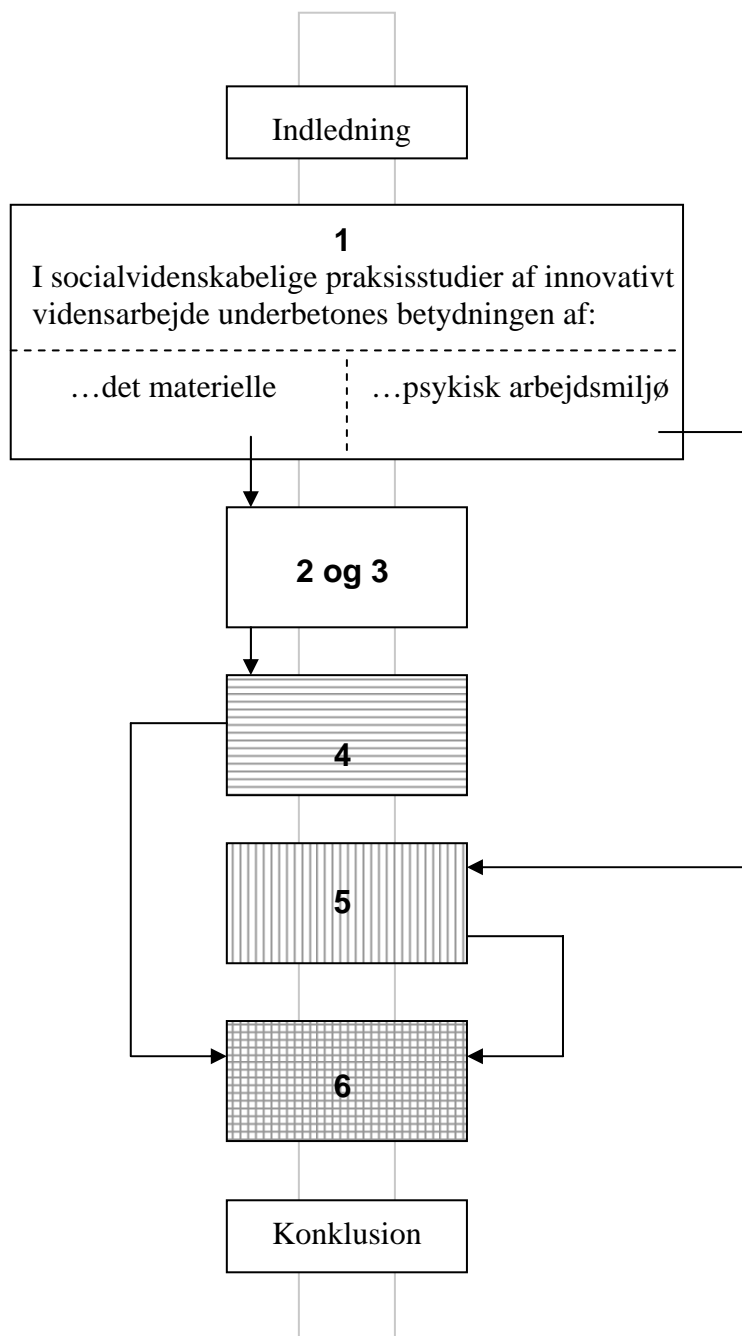 Indledning
1
I socialvidenskabelige praksisstudier af innovativt
vidensarbejde underbetones betydningen af:
…det materielle
…psykisk arbejdsmiljø
2 og 3
4
5
6
Konklusion